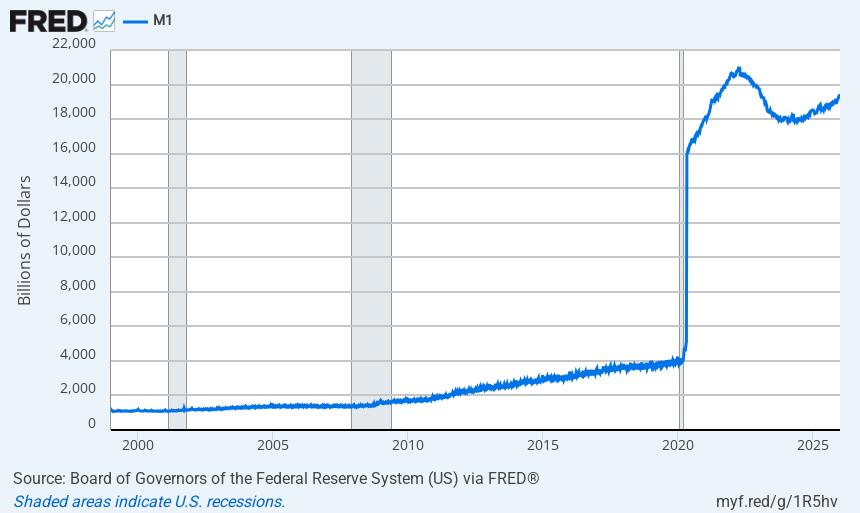 FRED M1
22,000
20,000
18,000
16,000
14,000
12,000
10,000
8,000
6,000
4,000
2,000
0
Billions of Dollars
2000 2005 2010 2015 2020 2025
Source: Board of Governors of the Federal Reserve System (US) via FRED®
Shaded areas indicate U.S. recessions. myf.red/g/1R5hv